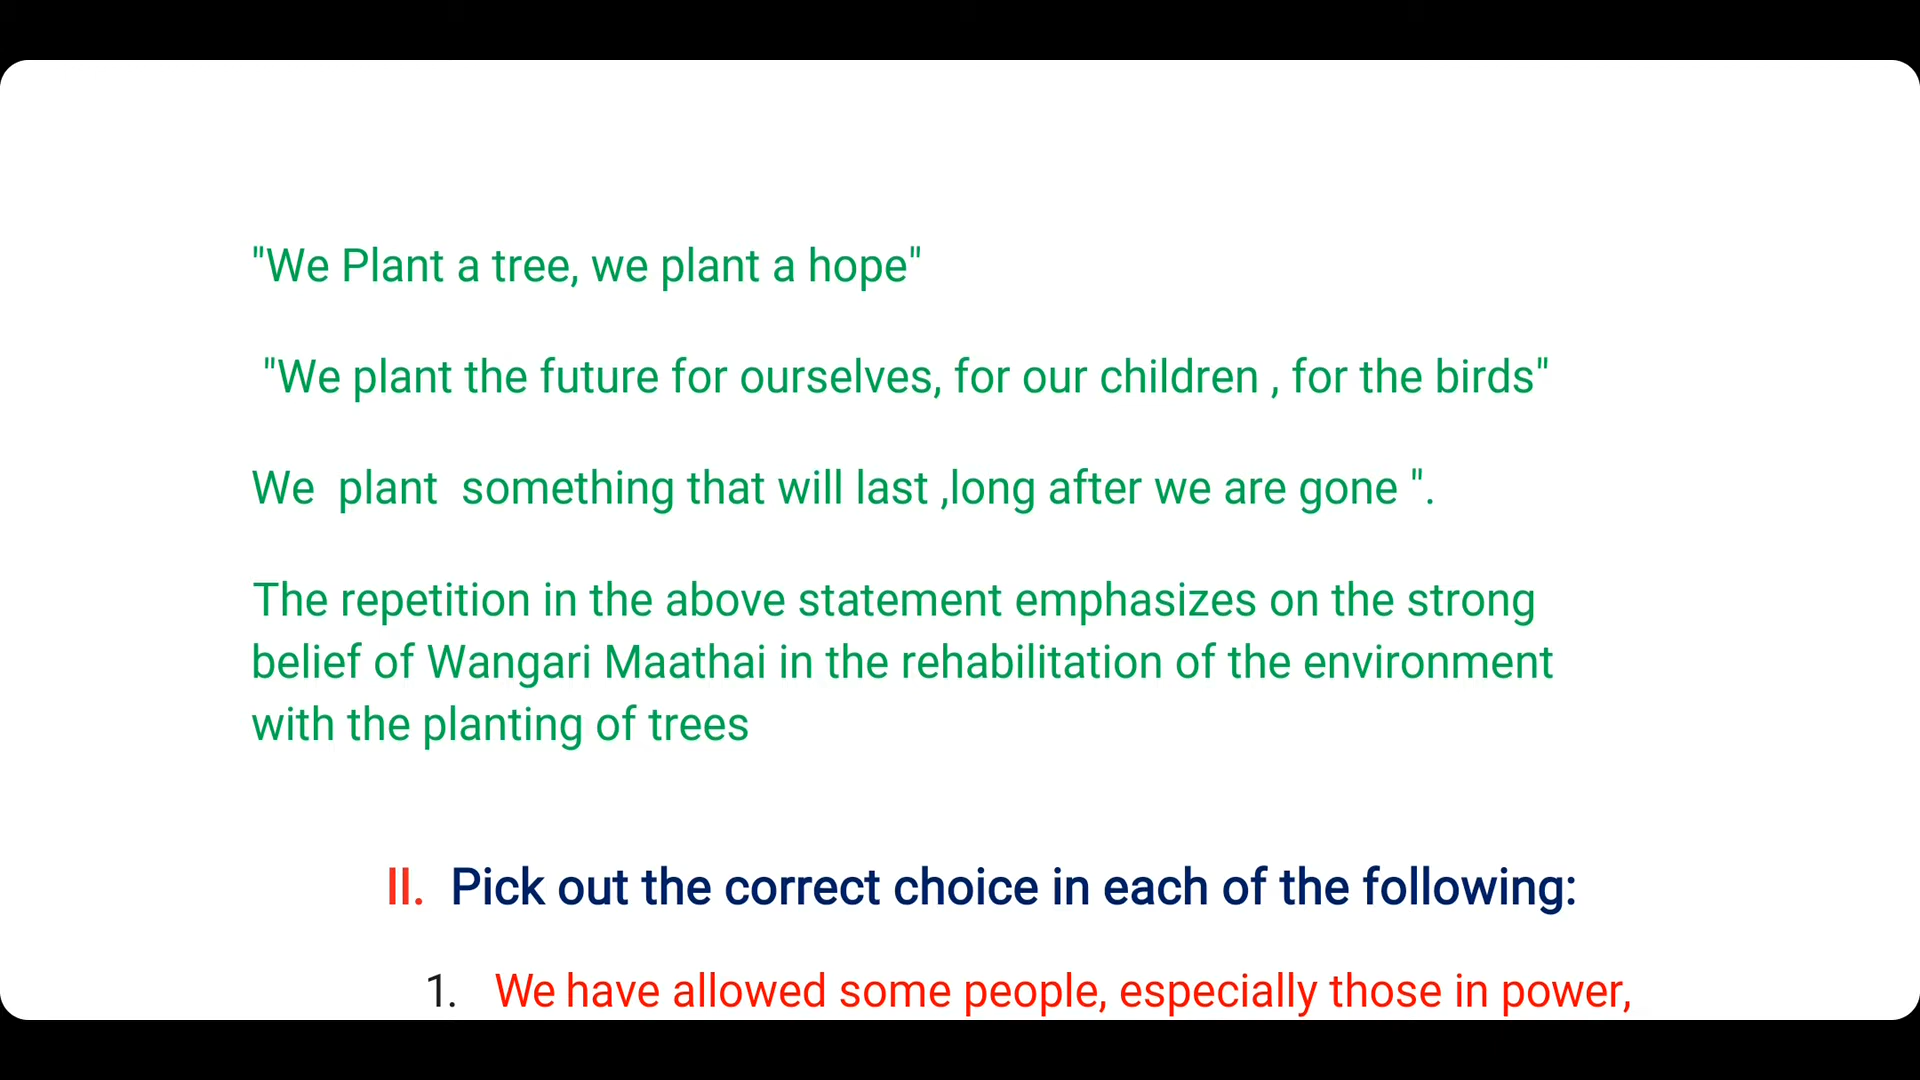 "We Plant a tree, we plant a hope"
"We plant the future for ourselves, for our children , for the birds"
We  plant  something that will last ,long after we are gone ".
The repetition in the above statement emphasizes on the strong
belief of Wangari Maathai in the rehabilitation of the environment
with the planting of trees
II. Pick out the correct choice in each of the following:
1. We have allowed some people, especially those in power,